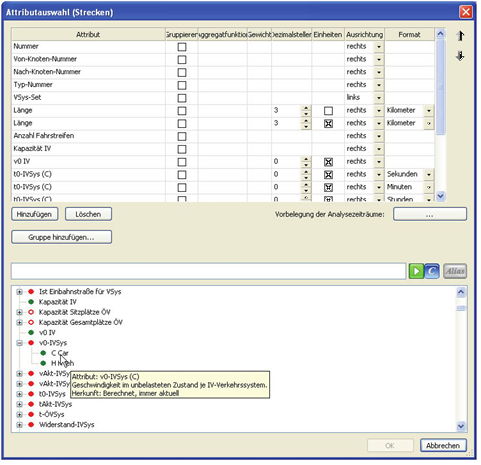 Attributauswahl (Strecken)
Attribut Gruppieren Aggregatfunktion Gewicht Dezimalstellen Einheiten Ausrichtung Format
Nummer rechts
Von-Knoten-Nummer rechts
Nach-Knoten-Nummer rechts
Typ-Nummer rechts
VSys-Set links
Länge 3 rechts Kilometer
Länge 3 rechts Kilometer
Anzahl Fahrstreifen rechts
Kapazität IV rechts
v0 IV 0 rechts
t0-IVSys (C) 0 rechts Sekunden
t0-IVSys (C) 0 rechts Minuten
t0-IVSys (C) 0 rechts Stunden
Hinzufügen Löschen Vorbelegung der Analysezeiträume: ...
Gruppe hinzufügen...
C Alias
Ist Einbahnstraße für VSys
Kapazität IV
Kapazität Sitzplätze ÖV
Kapazität Gesamtplätze ÖV
v0 IV
v0-IVSys
C Car
H
vAkt-IVSys
Attribut: v0-IVSys (C)
vAkt-IVSy
Geschwindigkeit im unbelasteten Zustand je IV-Verkehrssystem.
t0-IVSys
Herkunft: Berechnet, immer aktuell
tAkt-IVSys
t-ÖVSys
Widerstand-IVSys
OK Abbrechen